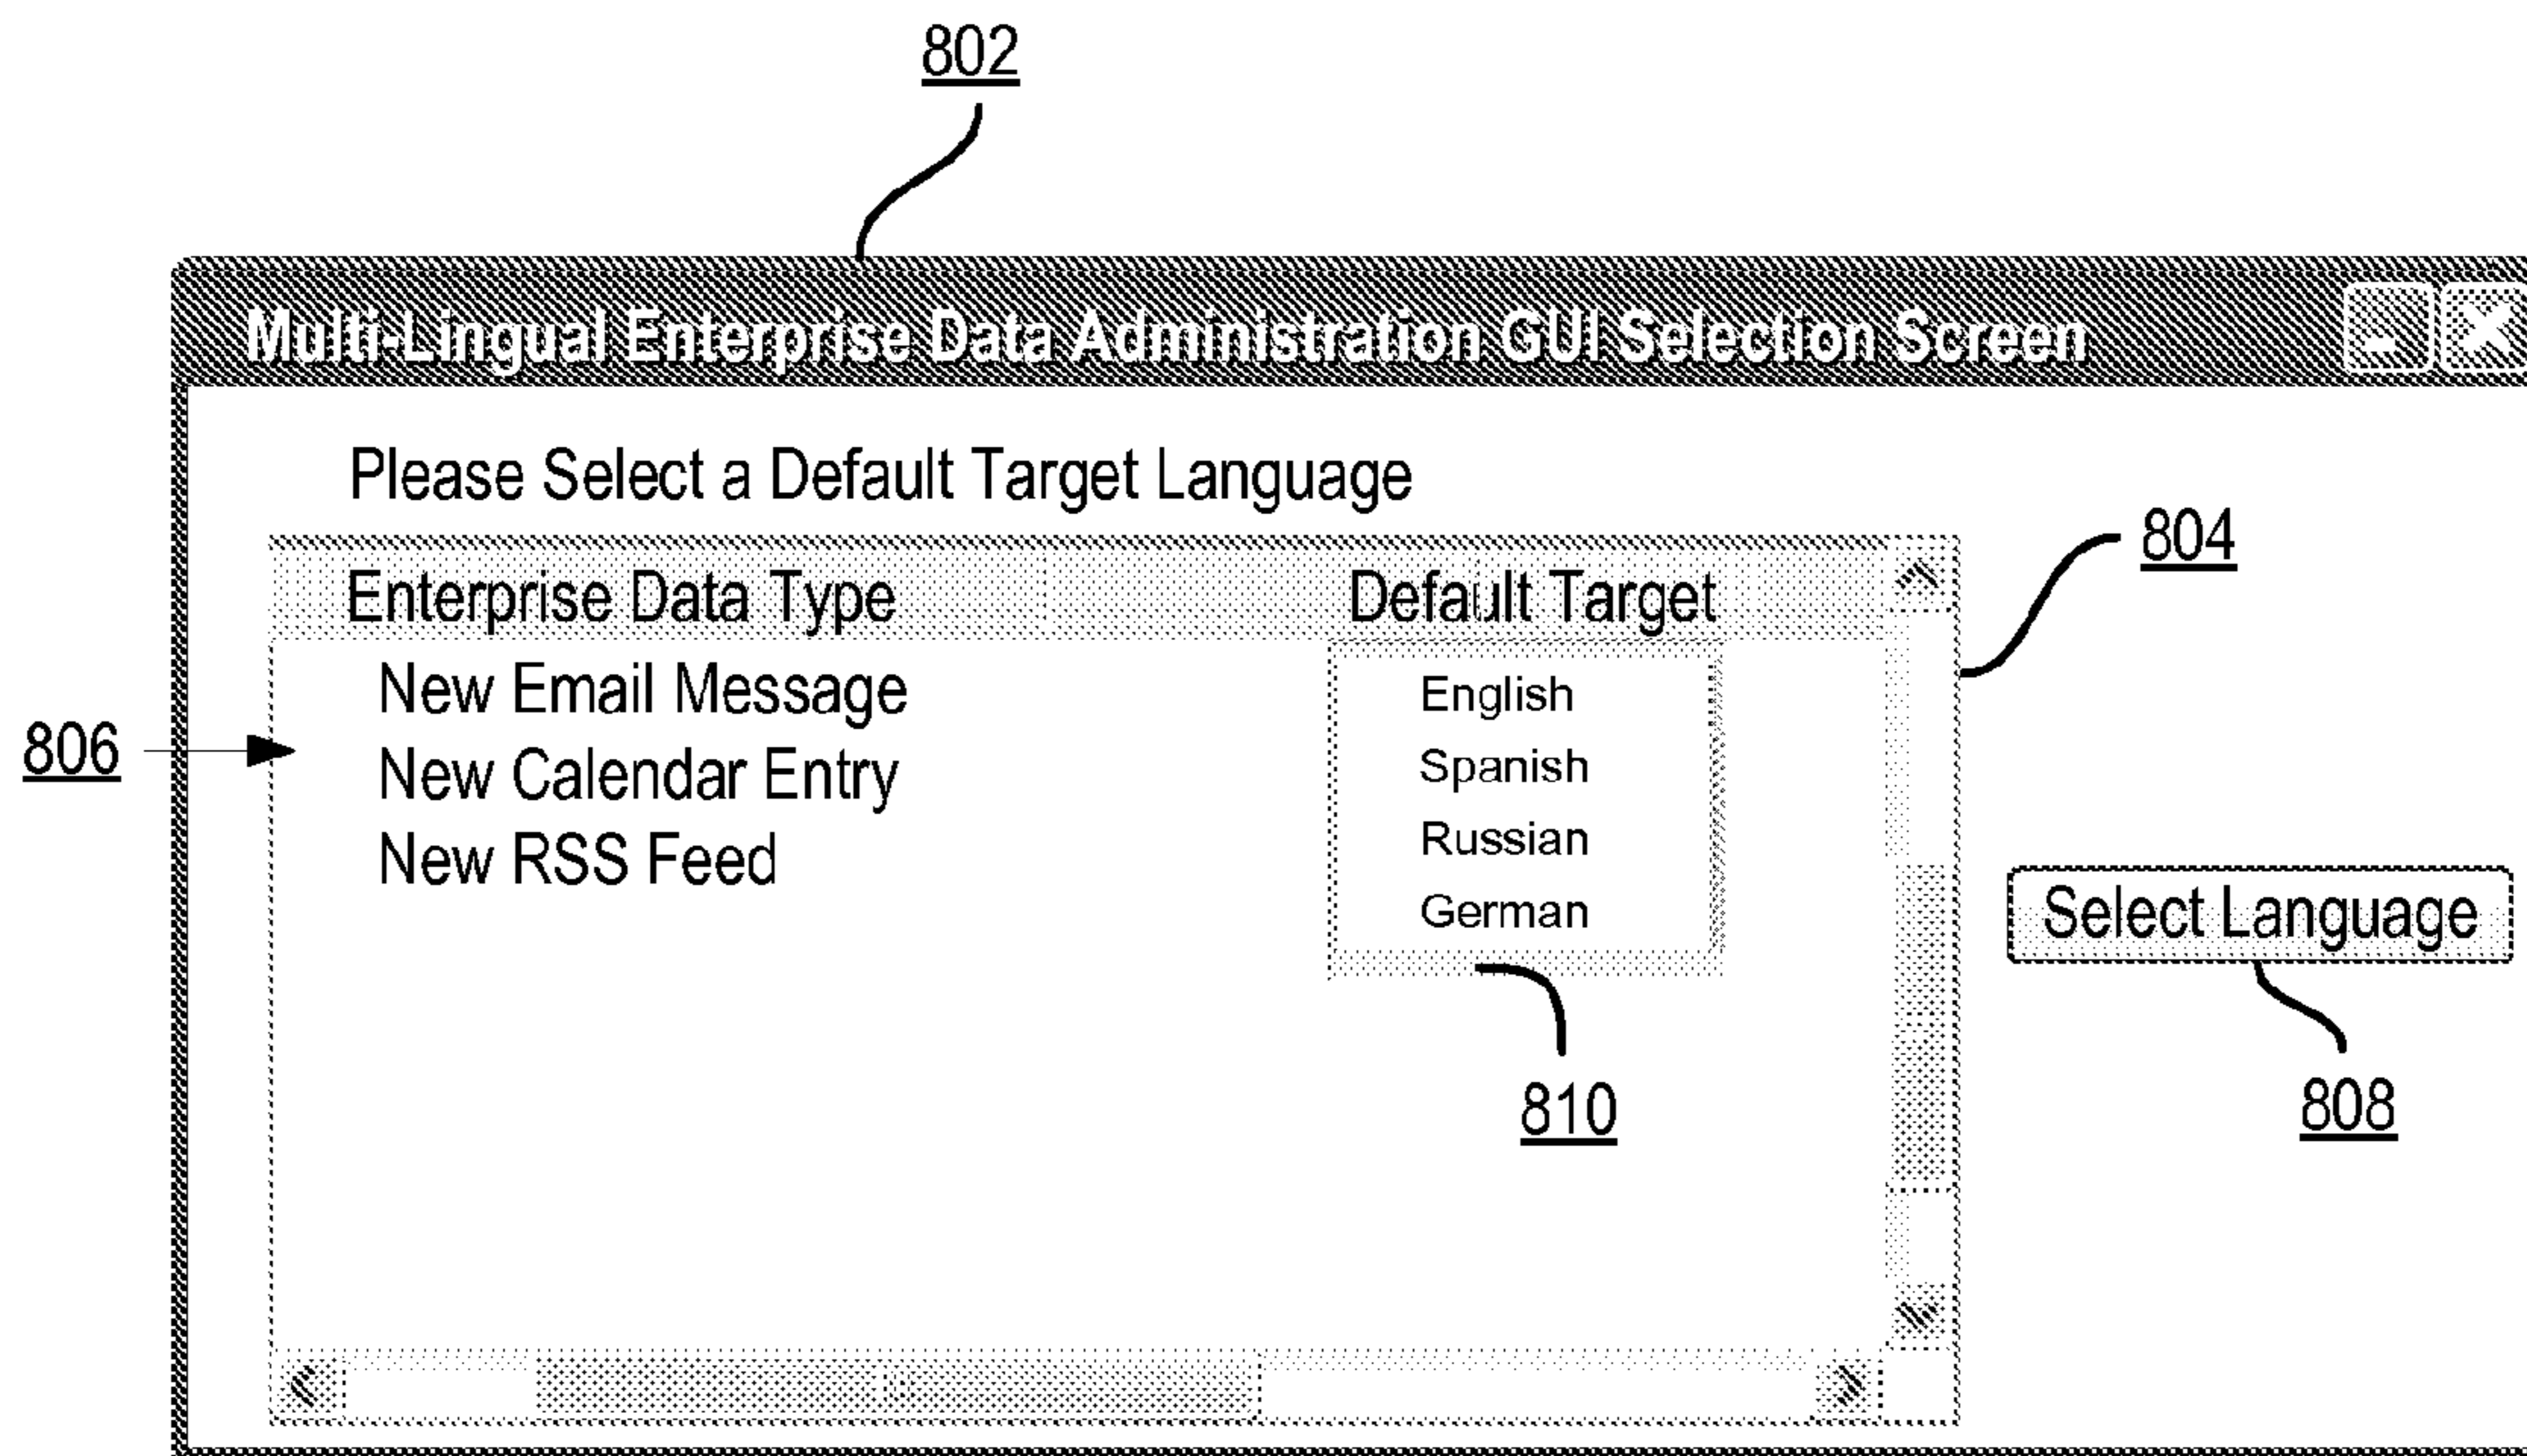 802
Multi-Lingual Enterprise Data Administration GUI Selection Screen
Please Select a Default Target Language
804
Enterprise Data Type Default Target
New Email Message English
806
New Calendar Entry Spanish
New RSS Feed Russian
German
Select Language
810
808